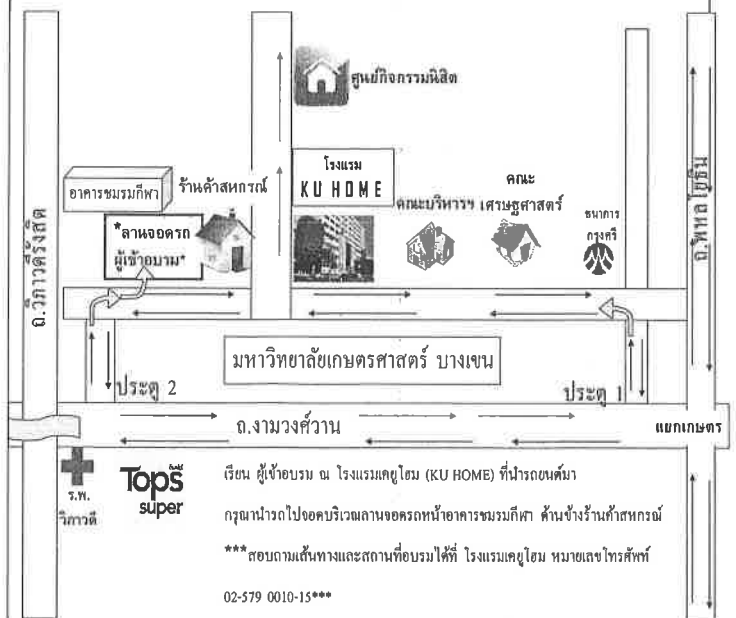 ศูนย์กิจกรรมนิสิต
โรงแรม
KU HOME
อาคารชมรมกีฬา
ร้านค้าสหกรณ์
คณะบริหารฯ
คณะ
เศรษฐศาสตร์
ธนาคาร
กรุงศรี
*ลานจอดรถ
ผู้เข้าอบรม*
ถ.วิภาวดีรังสิต
ถ.พหลโยธิน
มหาวิทยาลัยเกษตรศาสตร์ บางเขน
ประตู 2
ประตู 1
ถ.งามวงศ์วาน
แยกเกษตร
ร.พ.
วิภาวดี
Tops
super
เรียน ผู้เข้าอบรม ณ โรงแรมเคยูโฮม (KU HOME) ที่นำรถยนต์มา
กรุณานำรถไปจอดบริเวณลานจอดรถหน้าอาคารชมรมกีฬา ด้านข้างร้านค้าสหกรณ์
***สอบถามเส้นทางและสถานที่อบรมได้ที่ โรงแรมเคยูโฮม หมายเลขโทรศัพท์
02-579 0010-15***